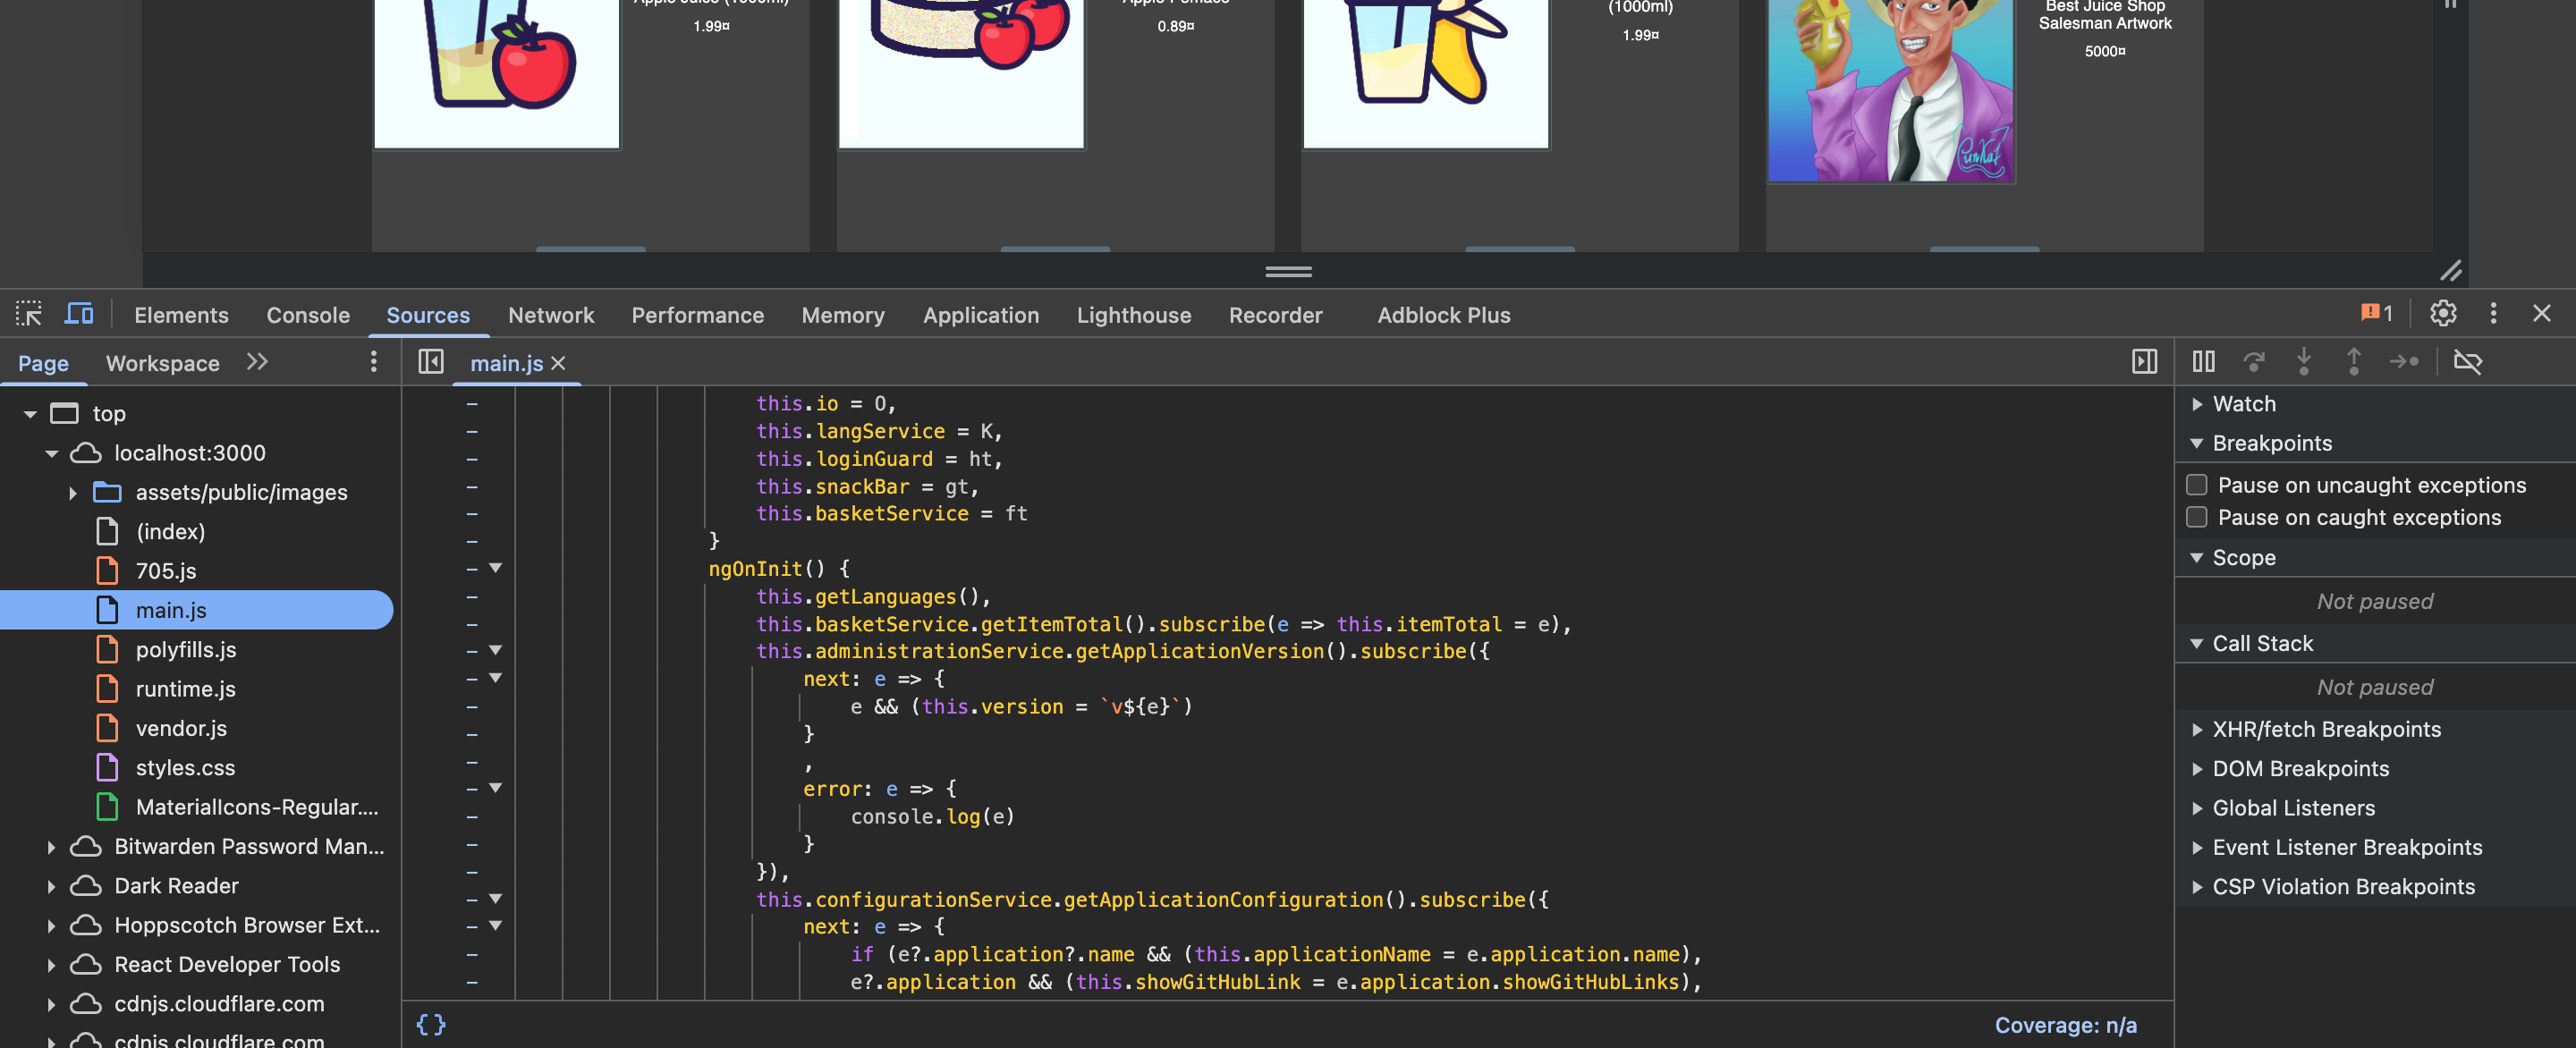 Apple Juice (1000ml)
1.99¤
Apple Pomace
0.89¤
(1000ml)
1.99¤
Best Juice Shop
Salesman Artwork
5000¤
Elements
Console
Sources
Network
Performance
Memory
Application
Lighthouse
Recorder
Adblock Plus
1
Page
Workspace
main.js
top
localhost:3000
assets/public/images
(index)
705.js
main.js
polyfills.js
runtime.js
vendor.js
styles.css
MaterialIcons-Regular....
Bitwarden Password Man...
Dark Reader
Hoppscotch Browser Ext...
React Developer Tools
cdnjs.cloudflare.com
cdnjs.cloudflare.com
this.io = O,
this.langService = K,
this.loginGuard = ht,
this.snackBar = gt,
this.basketService = ft
}
ngOnInit() {
this.getLanguages(),
this.basketService.getItemTotal().subscribe(e => this.itemTotal = e),
this.administrationService.getApplicationVersion().subscribe({
next: e => {
e && (this.version = `v${e}`)
}
,
error: e => {
console.log(e)
}
}),
this.configurationService.getApplicationConfiguration().subscribe({
next: e => {
if (e?.application?.name && (this.applicationName = e.application.name),
e?.application && (this.showGitHubLink = e.application.showGitHubLinks),
{}
Coverage: n/a
Watch
Breakpoints
Pause on uncaught exceptions
Pause on caught exceptions
Scope
Not paused
Call Stack
Not paused
XHR/fetch Breakpoints
DOM Breakpoints
Global Listeners
Event Listener Breakpoints
CSP Violation Breakpoints